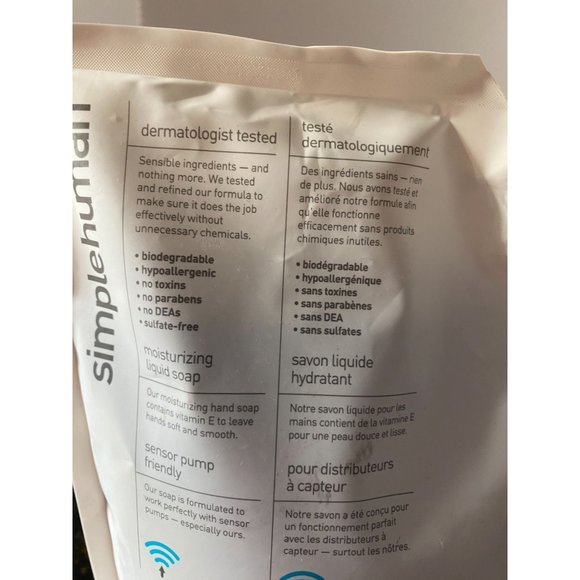 simplehuman
dermatologist tested
Sensible ingredients — and
nothing more. We tested
and refined our formula to
make sure it does the job
effectively without
unnecessary chemicals.
• biodegradable
• hypoallergenic
• no toxins
• no parabens
• no DEAs
• sulfate-free
moisturizing
liquid soap
Our moisturizing hand soap
contains vitamin E to leave
hands soft and smooth.
sensor pump
friendly
Our soap is formulated to
work perfectly with sensor
pumps — especially ours.
testé
dermatologiquement
Des ingrédients sains — rien
de plus. Nous avons testé et
amélioré notre formule afin
qu'elle fonctionne
efficacement sans produits
chimiques inutiles.
• biodégradable
• hypoallergénique
• sans toxines
• sans parabènes
• sans DEA
• sans sulfates
savon liquide
hydratant
Notre savon liquide pour les
mains contient de la vitamine E
pour une peau douce et lisse.
pour distributeurs
à capteur
Notre savon a été conçu pour
un fonctionnement parfait
avec les distributeurs à
capteur — surtout les nôtres.